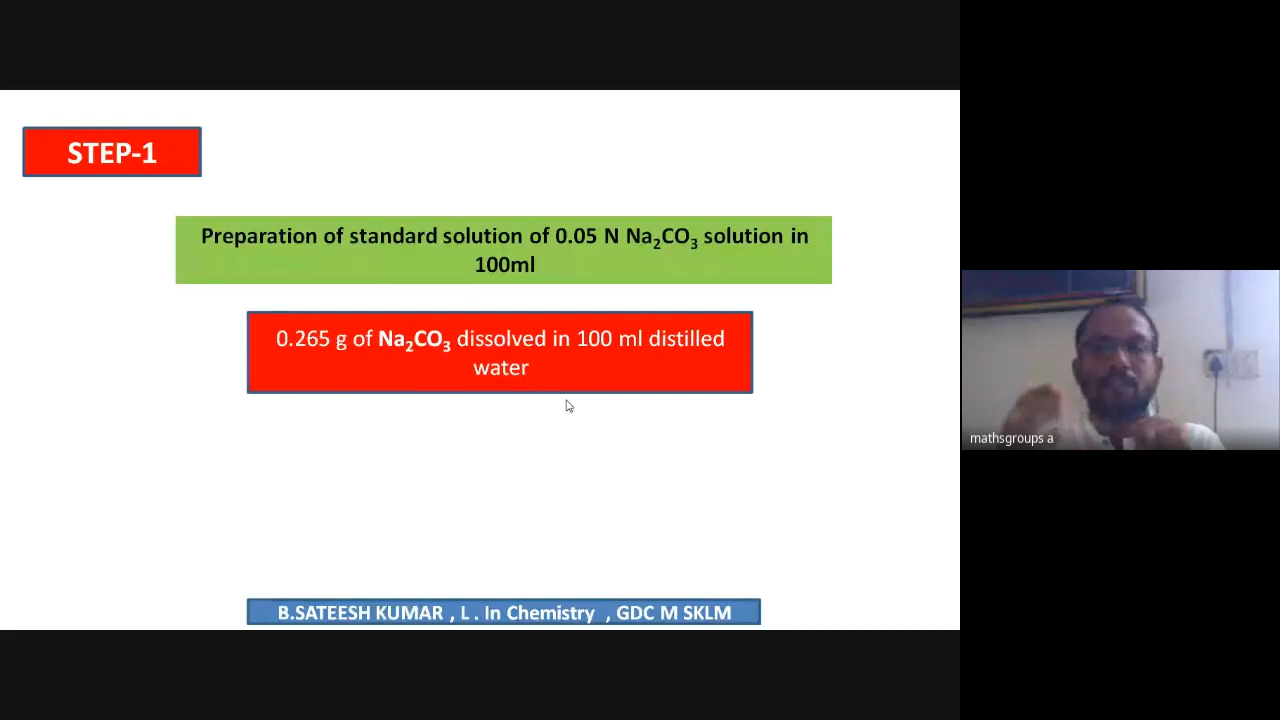 STEP-1
Preparation of standard solution of 0.05 N Na₂CO₃ solution in
100ml
0.265 g of Na₂CO₃ dissolved in 100 ml distilled
water
B.SATEESH KUMAR , L . In Chemistry , GDC M SKLM
mathsgroups a